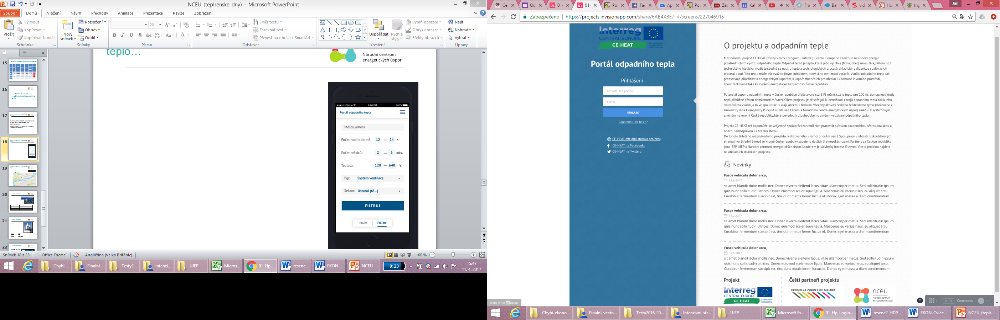 NCEU_(teplrenske_dny) - Microsoft PowerPoint
Soubor
Domů
Vložení
Návrh
Přechody
Animace
Prezentace
Revize
Zobrazení
Vložit
Vyjmout
Kopírovat
Kopírovat formát
Schránka
Nový snímek
Rozložení
Obnovit
Oddíl
Snímky
20
Písmo
Směr textu
Zarovnat text
Převést na obrázek SmartArt
Odstavec
Uspořádat
Rychlé styly
Výplň obrazce
Obrys obrazce
Efekty obrazců
Kreslení
Najít
Nahradit
Vybrat
Úpravy
15
16
17
18
19
20
21
22
teplo...
Národní centrum
energetických úspor
InVision
8:00 PM
100%
Portál odpadního tepla
Město, adresa
Počet hodin denně: 12 — 24 h
Počet měsíců: 2 — 6 měs.
Teplota: 120 — 640 °C
Typ: Systém ventilace
Sektor: Ostatní (tě...)
FILTRUJ
MAPA
FILTRY
Snímek 18 z 23
"1_Office Theme"
Angličtina (Velká Británie)
100 %
Chybi_...
Finalni...
Testy2...
Intenzi...
UJEP
Micros...
01-Hp...
resene...
EKON_...
NCEU_...
0:23
15:47
11. 4. 2017
Jan
Zabezpečeno
https://projects.invisionapp.com/share/6AB4XBE7F#/screens/227046915
Interreg
CENTRAL EUROPE
CE-HEAT
Portál odpadního tepla
Přihlášení
Uživatelské jméno
Heslo
PŘIHLÁSIT
Zapomněli jste heslo?
CE-HEAT oficiální stránka projektu
CE-HEAT na Facebooku
CE-HEAT na Twitteru
O projektu a odpadním teple
Mezinárodní projekt CE-HEAT řešený v rámci programu Interreg Central Europe se zaměřuje na úspory energie
prostřednictvím využití odpadního tepla. Odpadní teplo je teplo, které jeho výrobce (firma, obec) nevyužívá, přitom ho z
technického hlediska využít lze. Jedná se např. o teplo z technologických procesů, chladících zařízení, ze spalovacích
procesů apod. Toto teplo může být využito jiným subjektem, který si ho nyní musí vyrábět. Využití odpadního tepla tak
představuje příležitost k energetickým úsporám, k úspoře finančních prostředků i k ochraně životního prostředí,
zprostředkovaně také ke zvýšení energetické bezpečnosti České republiky.
Potenciál úspor v odpadním teple v České republice představuje cca 5 PJ ročně, což je teplo pro 100 tis. domácností (tedy
např. přibližně pětinu domácností v Praze). Cílem projektu je přispět jak k identifikaci zdrojů odpadního tepla, tak k jeho
skutečnému využití, a to ve spolupráci s kraji, obcemi i firmami. Všechny aktivity českého řešitelského týmu (složeného z
Univerzity Jana Evangelisty Purkyně v Ústí nad Labem a Národního centra energetických úspor) směřují k systémovým
změnám na úrovni České republiky, které povedou k dlouhodobému zvýšení využívání odpadního tepla.
Projekt CE-HEAT též napomůže ke vzájemné spolupráci zahraničních pracovišť s českou akademickou sférou, krajskou a
obecní samosprávou i s firemní sférou.
Do tohoto tříletého mezinárodního projektu realizovaného v rámci prioritní osy 2 Spolupráce v oblasti nízkouhlíkových
strategií ve Střední Evropě je kromě České republiky zapojeno dalších 5 evropských zemí. Partnery za Českou republiku
jsou IEEP UJEP a Národní centrum energetických úspor. Leaderem je slovinský institut E-zavod. Více o projektu najdete
na oficiálních stránkách projektu.
Novinky
Fusce vehicula dolor arcu,
12.5.2017
sit amet blandit dolor mollis nec. Donec viverra eleifend lacus, vitae ullamcorper metus. Sed sollicitudin ipsum
quis nunc sollicitudin ultrices. Donec euismod scelerisque ligula. Maecenas eu varius risus, eu aliquet arcu.
Curabitur fermentum suscipit est, tincidunt mattis lorem luctus id. Donec eget massa a diam condimentum
Fusce vehicula dolor arcu,
13.2.2017
sit amet blandit dolor mollis nec. Donec viverra eleifend lacus, vitae ullamcorper metus. Sed sollicitudin ipsum
quis nunc sollicitudin ultrices. Donec euismod scelerisque ligula. Maecenas eu varius risus, eu aliquet arcu.
Curabitur fermentum suscipit est, tincidunt mattis lorem luctus id. Donec eget massa a diam condimentum
Fusce vehicula dolor arcu,
12.5.2017
sit amet blandit dolor mollis nec. Donec viverra eleifend lacus, vitae ullamcorper metus. Sed sollicitudin ipsum
quis nunc sollicitudin ultrices. Donec euismod scelerisque ligula. Maecenas eu varius risus, eu aliquet arcu.
Curabitur fermentum suscipit est, tincidunt mattis lorem luctus id. Donec eget massa a diam condimentum
Projekt
Čeští partneři projektu
Interreg
CENTRAL EUROPE
CE-HEAT
UNIVERZITA J. E. PURKYNĚ V ÚSTÍ NAD LABEM
nceú
Národní centrum
energetických úspor
MADE WITH InVision
7
Comments
Chybi_ekono...
Finalni_vcetn...
Testy2016-20...
Intenzivni_str...
UJEP
Microsoft Ex...
01-Hp-Login...
resene2_HDP...
EKON_Cvice...
NCEU_(teplr...